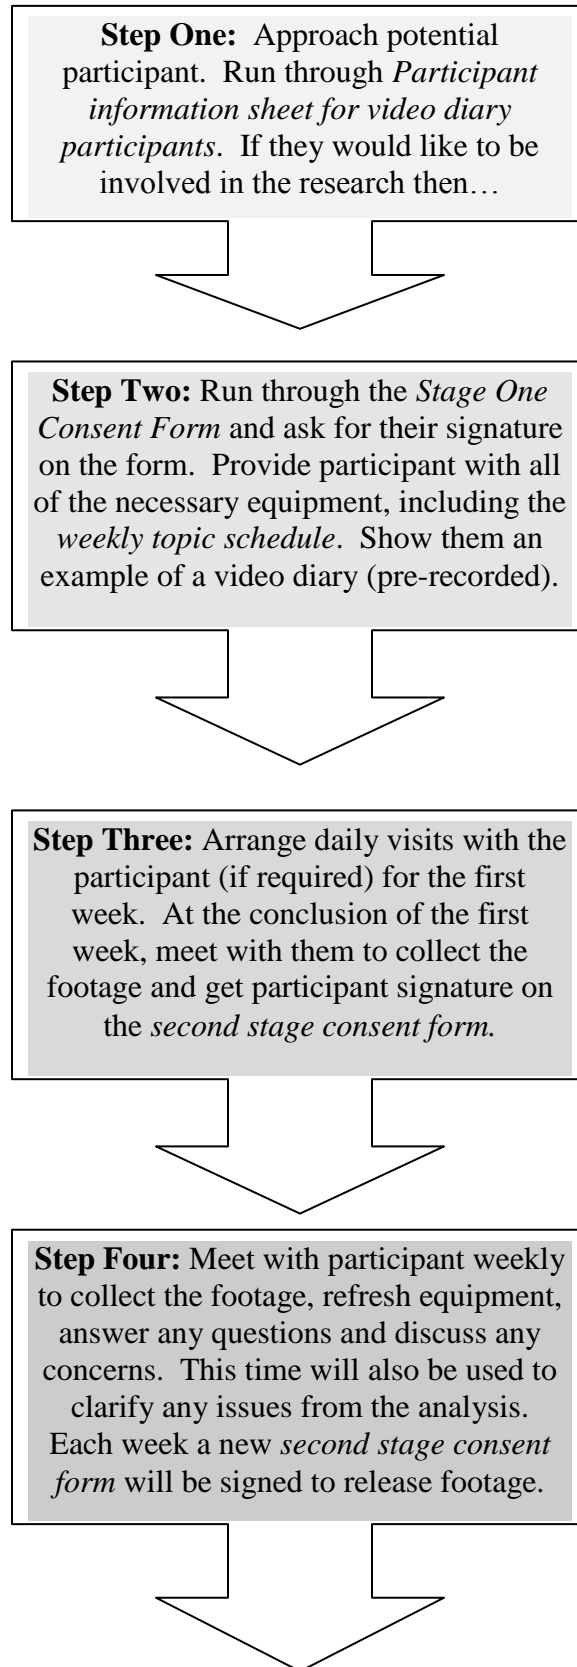 Step One: Approach potential
participant. Run through Participant
information sheet for video diary
participants. If they would like to be
involved in the research then…
Step Two: Run through the Stage One
Consent Form and ask for their signature
on the form. Provide participant with all
of the necessary equipment, including the
weekly topic schedule. Show them an
example of a video diary (pre-recorded).
Step Three: Arrange daily visits with the
participant (if required) for the first
week. At the conclusion of the first
week, meet with them to collect the
footage and get participant signature on
the second stage consent form.
Step Four: Meet with participant weekly
to collect the footage, refresh equipment,
answer any questions and discuss any
concerns. This time will also be used to
clarify any issues from the analysis.
Each week a new second stage consent
form will be signed to release footage.